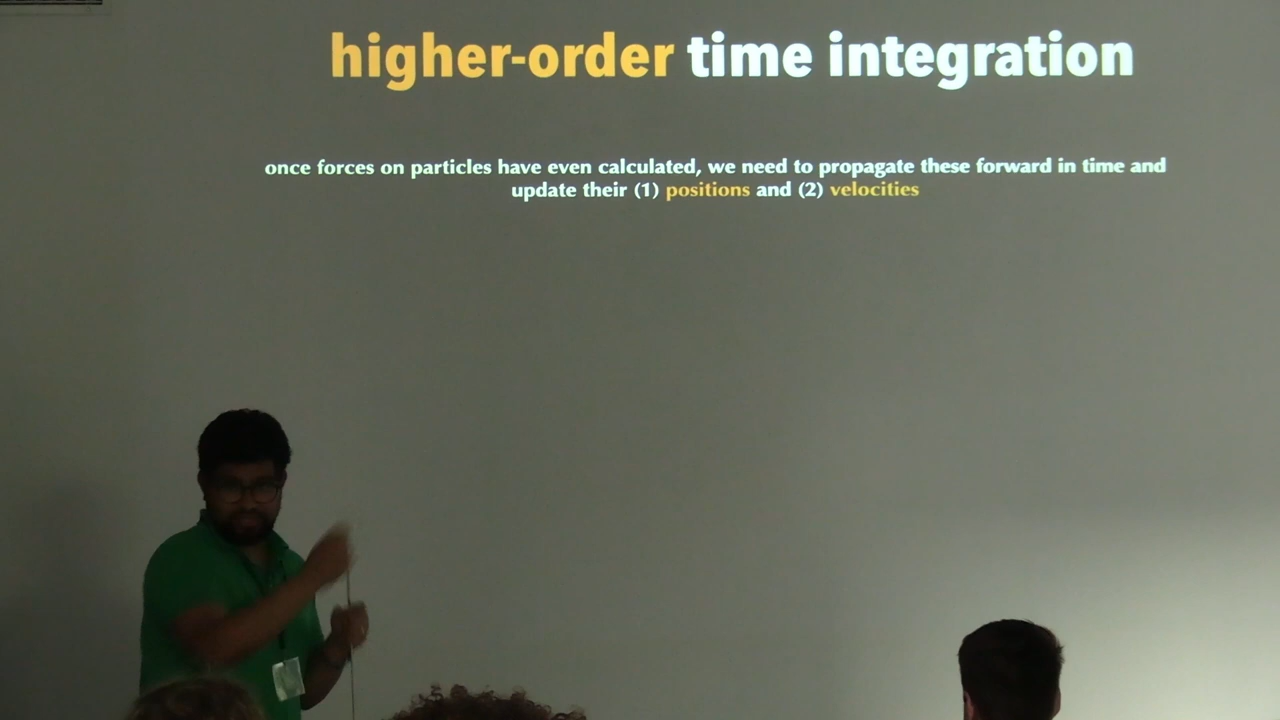 higher-order time integration
once forces on particles have even calculated, we need to propagate these forward in time and
update their (1) positions and (2) velocities